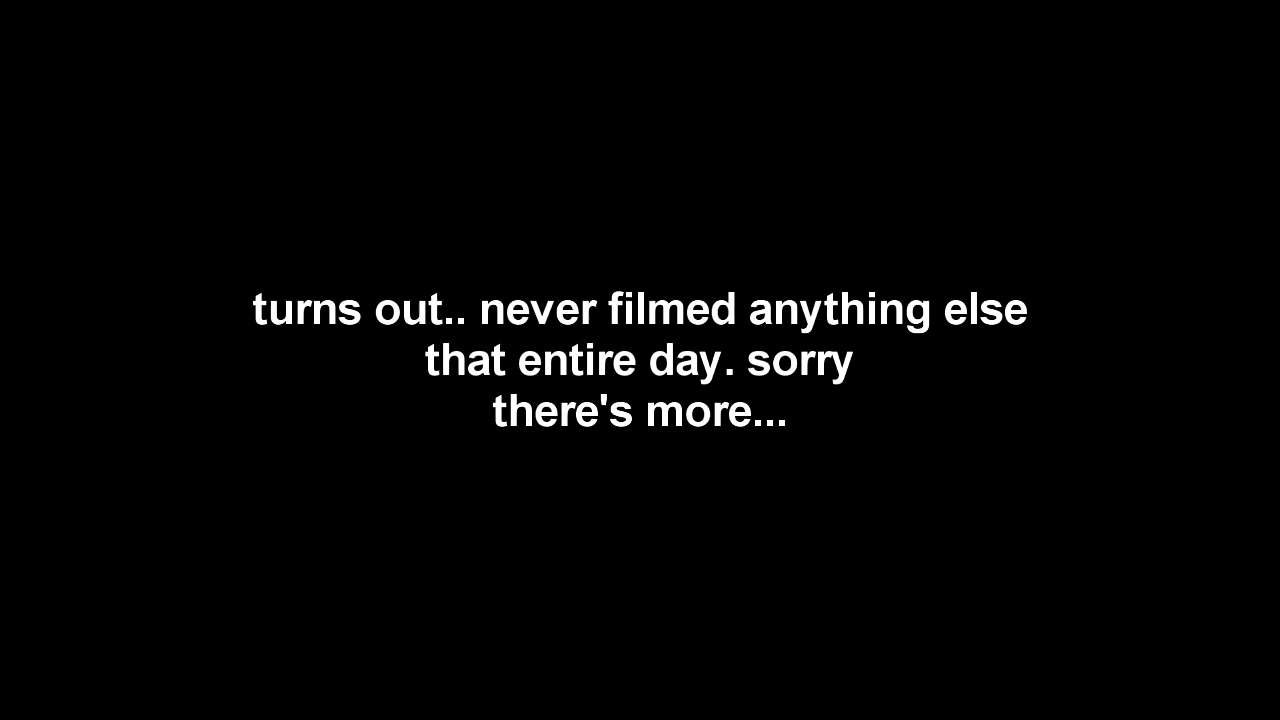 turns out.. never filmed anything else
that entire day. sorry
there's more...